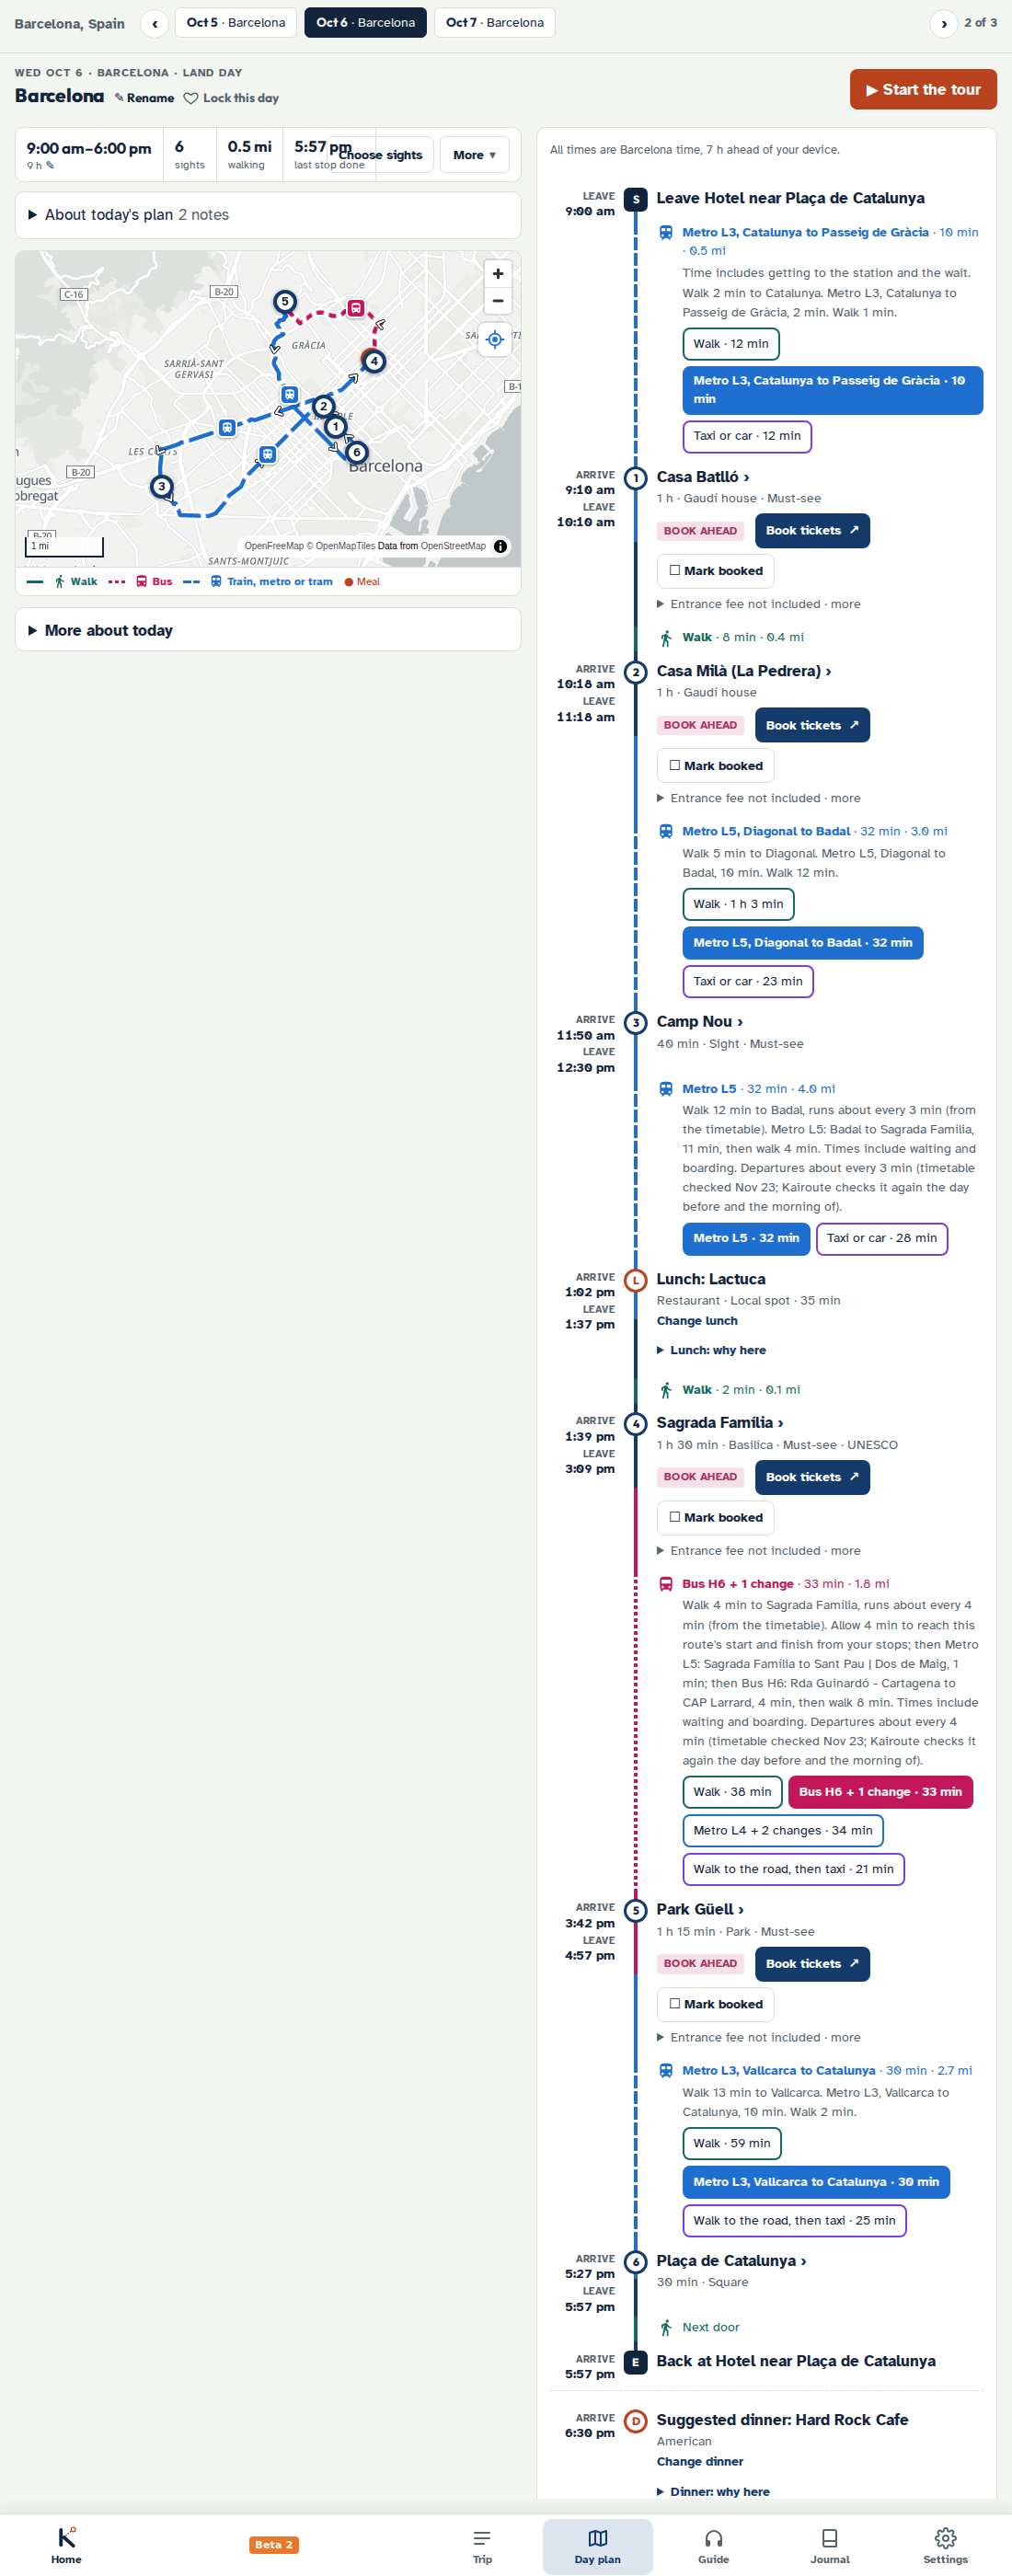 Barcelona, Spain
‹
Oct 5 · Barcelona
Oct 6 · Barcelona
Oct 7 · Barcelona
›
2 of 3
WED OCT 6 · BARCELONA · LAND DAY
Barcelona
✎ Rename
Lock this day
▶ Start the tour
9:00 am–6:00 pm
9 h ✎
6
sights
0.5 mi
walking
5:57 pm
last stop done
Choose sights
More ▾
▶ About today's plan 2 notes
C-16
B-20
5
GRÀCIA
SARRIÀ-SANT
GERVASI
4
2
1
6
Barcelona
B-20
3
B-20
1 mi
SANTS-MONTJUÏC
+
−
OpenFreeMap © OpenMapTiles Data from OpenStreetMap
Walk
Bus
Train, metro or tram
Meal
▶ More about today
All times are Barcelona time, 7 h ahead of your device.
LEAVE
9:00 am
S
Leave Hotel near Plaça de Catalunya
Metro L3, Catalunya to Passeig de Gràcia · 10 min
· 0.5 mi
Time includes getting to the station and the wait.
Walk 2 min to Catalunya. Metro L3, Catalunya to
Passeig de Gràcia, 2 min. Walk 1 min.
Walk · 12 min
Metro L3, Catalunya to Passeig de Gràcia · 10
min
Taxi or car · 12 min
ARRIVE
9:10 am
LEAVE
10:10 am
1
Casa Batlló ›
1 h · Gaudí house · Must-see
BOOK AHEAD
Book tickets ↗
☐ Mark booked
▶ Entrance fee not included · more
Walk · 8 min · 0.4 mi
ARRIVE
10:18 am
LEAVE
11:18 am
2
Casa Milà (La Pedrera) ›
1 h · Gaudí house
BOOK AHEAD
Book tickets ↗
☐ Mark booked
▶ Entrance fee not included · more
Metro L5, Diagonal to Badal · 32 min · 3.0 mi
Walk 5 min to Diagonal. Metro L5, Diagonal to
Badal, 10 min. Walk 12 min.
Walk · 1 h 3 min
Metro L5, Diagonal to Badal · 32 min
Taxi or car · 23 min
ARRIVE
11:50 am
LEAVE
12:30 pm
3
Camp Nou ›
40 min · Sight · Must-see
Metro L5 · 32 min · 4.0 mi
Walk 12 min to Badal, runs about every 3 min (from
the timetable). Metro L5: Badal to Sagrada Família,
11 min, then walk 4 min. Times include waiting and
boarding. Departures about every 3 min (timetable
checked Nov 23; Kairoute checks it again the day
before and the morning of).
Metro L5 · 32 min
Taxi or car · 28 min
ARRIVE
1:02 pm
LEAVE
1:37 pm
L
Lunch: Lactuca
Restaurant · Local spot · 35 min
Change lunch
▶ Lunch: why here
Walk · 2 min · 0.1 mi
ARRIVE
1:39 pm
LEAVE
3:09 pm
4
Sagrada Família ›
1 h 30 min · Basilica · Must-see · UNESCO
BOOK AHEAD
Book tickets ↗
☐ Mark booked
▶ Entrance fee not included · more
Bus H6 + 1 change · 33 min · 1.8 mi
Walk 4 min to Sagrada Família, runs about every 4
min (from the timetable). Allow 4 min to reach this
route's start and finish from your stops; then Metro
L5: Sagrada Família to Sant Pau | Dos de Maig, 1
min; then Bus H6: Rda Guinardó - Cartagena to
CAP Larrard, 4 min, then walk 8 min. Times include
waiting and boarding. Departures about every 4
min (timetable checked Nov 23; Kairoute checks it
again the day before and the morning of).
Walk · 38 min
Bus H6 + 1 change · 33 min
Metro L4 + 2 changes · 34 min
Walk to the road, then taxi · 21 min
ARRIVE
3:42 pm
LEAVE
4:57 pm
5
Park Güell ›
1 h 15 min · Park · Must-see
BOOK AHEAD
Book tickets ↗
☐ Mark booked
▶ Entrance fee not included · more
Metro L3, Vallcarca to Catalunya · 30 min · 2.7 mi
Walk 13 min to Vallcarca. Metro L3, Vallcarca to
Catalunya, 10 min. Walk 2 min.
Walk · 59 min
Metro L3, Vallcarca to Catalunya · 30 min
Walk to the road, then taxi · 25 min
ARRIVE
5:27 pm
LEAVE
5:57 pm
6
Plaça de Catalunya ›
30 min · Square
Next door
ARRIVE
5:57 pm
E
Back at Hotel near Plaça de Catalunya
ARRIVE
6:30 pm
D
Suggested dinner: Hard Rock Cafe
American
Change dinner
▶ Dinner: why here
Home
Beta 2
Trip
Day plan
Guide
Journal
Settings